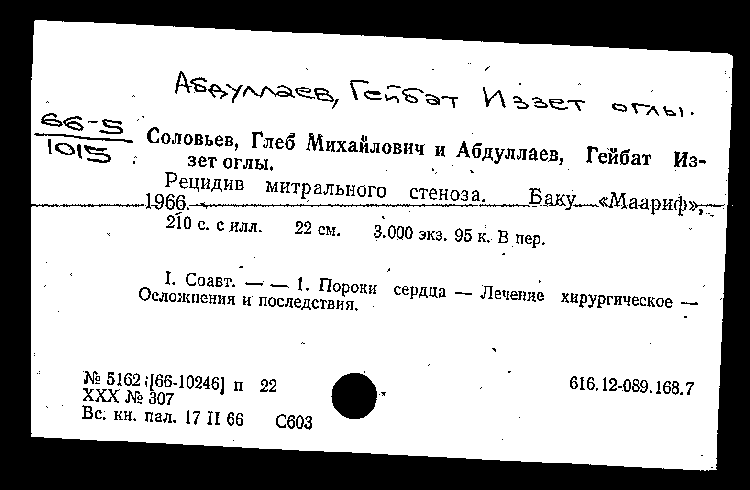 Абдуллаев, Гейбат Иззет оглы.
66-5
1015
Соловьев, Глеб Михайлович и Абдуллаев, Гейбат Из-
зет оглы.
Рецидив митрального стеноза. Баку, «Маариф»,
1966.
210 с. с илл. 22 см. 3.000 экз. 95 к. В пер.
I. Соавт. — — 1. Пороки сердца — Лечение хирургическое —
Осложнения и последствия.
№ 5162 [66-10246] п 22
616.12-089.168.7
XXX № 307
Вс. кн. пал. 17 II 66 С603